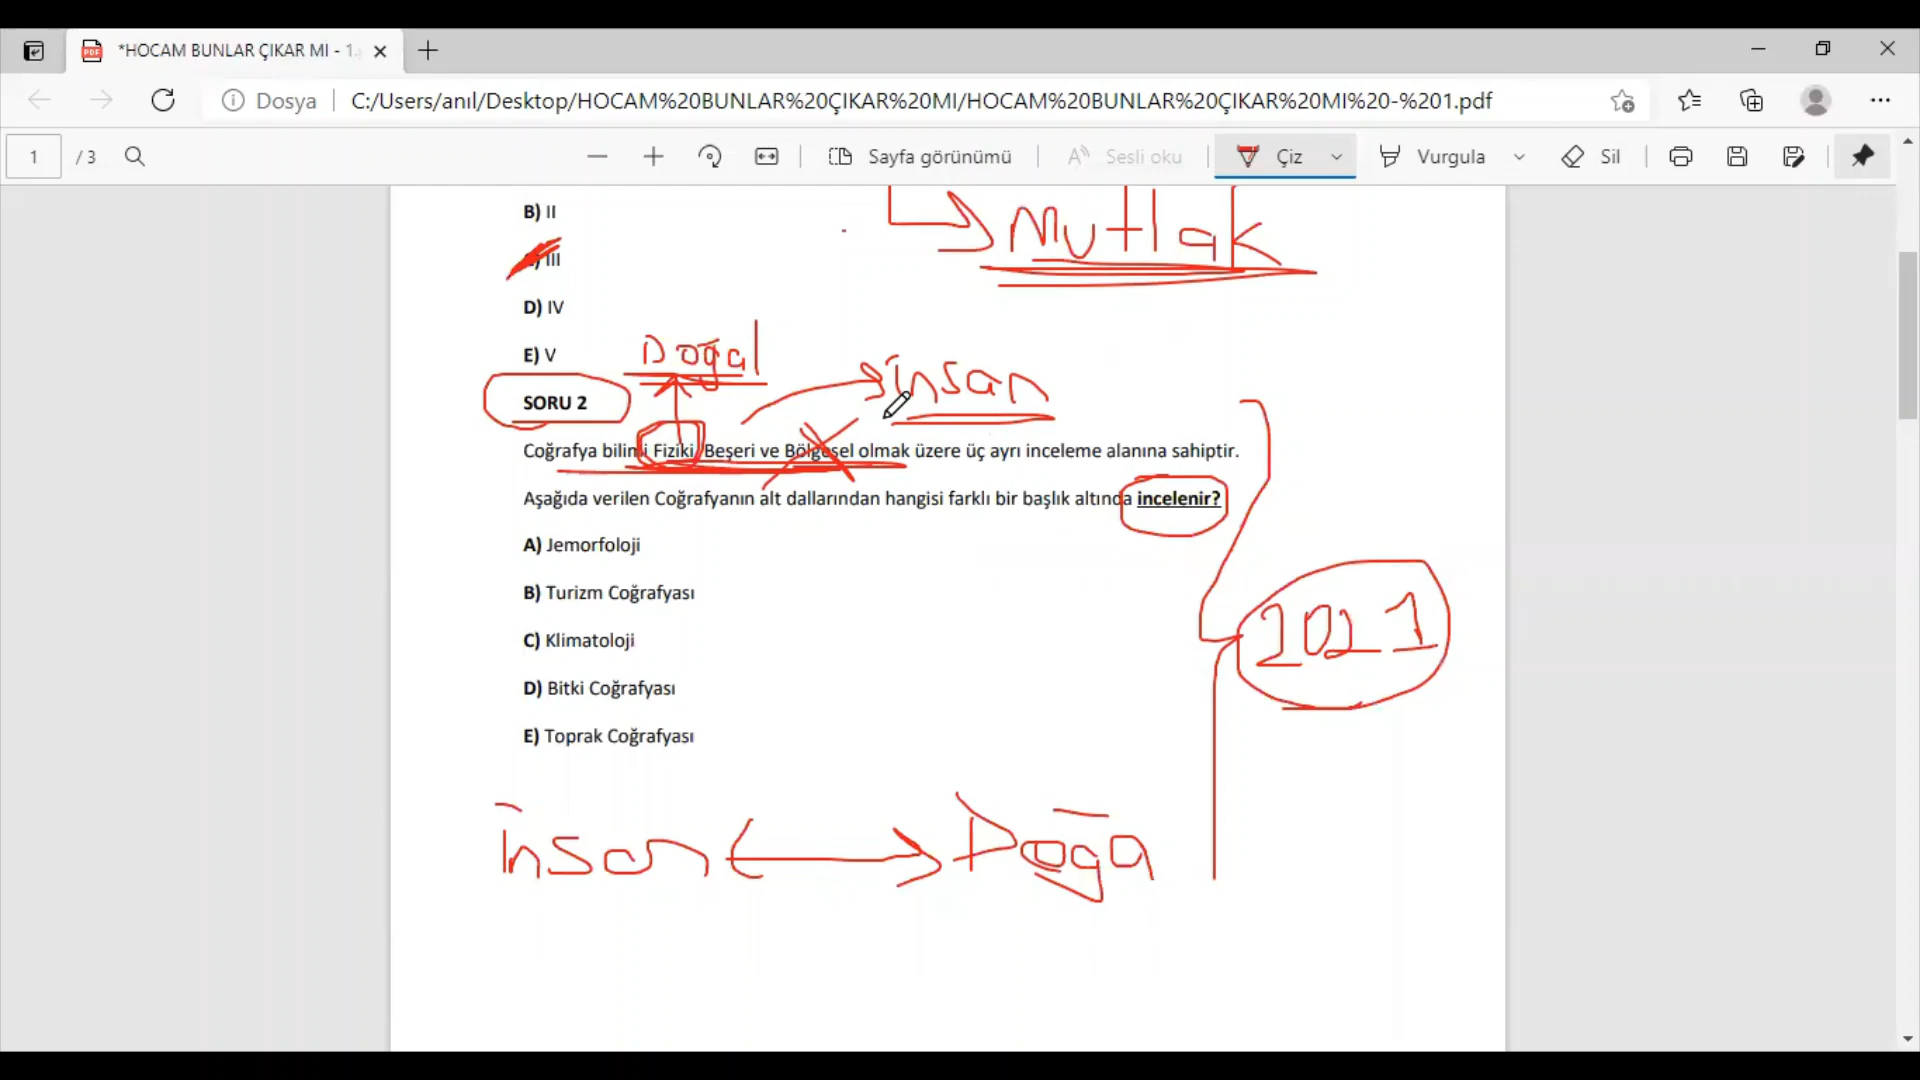 *HOCAM BUNLAR ÇIKAR MI - 1.
Dosya
C:/Users/anıl/Desktop/HOCAM%20BUNLAR%20ÇIKAR%20MI/HOCAM%20BUNLAR%20ÇIKAR%20MI%20-%201.pdf
1 / 3
Sayfa görünümü
Sesli oku
Çiz
Vurgula
Sil
B) II
Mutlak
III
D) IV
E) V
Doğal
İnsan
SORU 2
Coğrafya bilimi Fiziki, Beşeri ve Bölgesel olmak üzere üç ayrı inceleme alanına sahiptir.
Aşağıda verilen Coğrafyanın alt dallarından hangisi farklı bir başlık altında incelenir?
A) Jemorfoloji
B) Turizm Coğrafyası
2021
C) Klimatoloji
D) Bitki Coğrafyası
E) Toprak Coğrafyası
İnsan Doğa